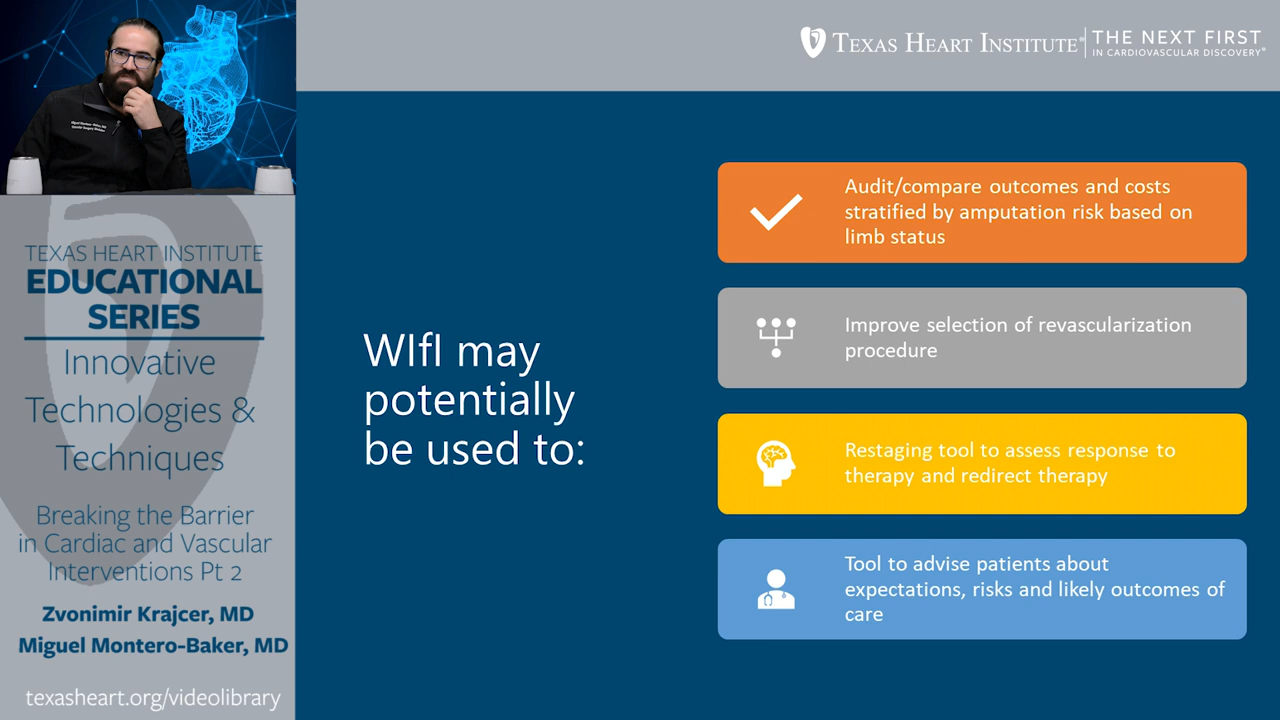 TEXAS HEART INSTITUTE®
THE NEXT FIRST
IN CARDIOVASCULAR DISCOVERY®
TEXAS HEART INSTITUTE
EDUCATIONAL
SERIES
Innovative
Technologies &
Techniques
Breaking the Barrier
in Cardiac and Vascular
Interventions Pt 2
Zvonimir Krajcer, MD
Miguel Montero-Baker, MD
texasheart.org/videolibrary
WIfI may
potentially
be used to:
Audit/compare outcomes and costs
stratified by amputation risk based on
limb status
Improve selection of revascularization
procedure
Restaging tool to assess response to
therapy and redirect therapy
Tool to advise patients about
expectations, risks and likely outcomes of
care